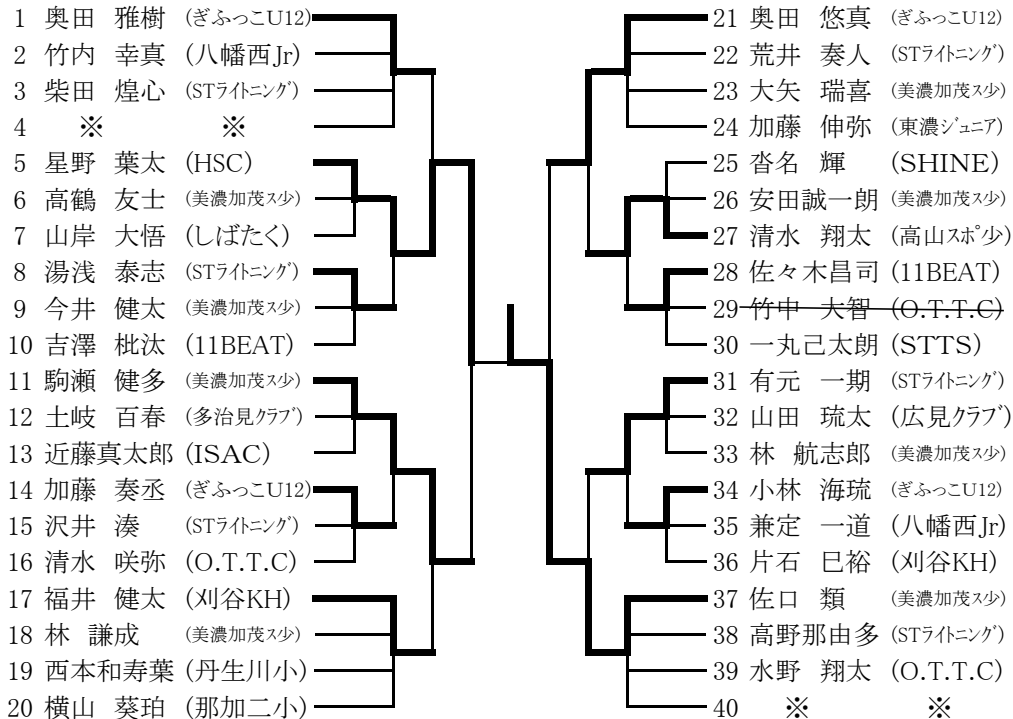 1 奥田 雅樹 (ぎふっこU12)
2 竹内 幸真 (八幡西Jr)
3 柴田 煌心 (STライトニング)
4 ※ ※
5 星野 葉太 (HSC)
6 高鶴 友士 (美濃加茂ス少)
7 山岸 大悟 (しばたく)
8 湯浅 泰志 (STライトニング)
9 今井 健太 (美濃加茂ス少)
10 吉澤 枇汰 (11BEAT)
11 駒瀬 健多 (美濃加茂ス少)
12 土岐 百春 (多治見クラブ)
13 近藤真太郎 (ISAC)
14 加藤 奏丞 (ぎふっこU12)
15 沢井 湊 (STライトニング)
16 清水 咲弥 (O.T.T.C)
17 福井 健太 (刈谷KH)
18 林 謙成 (美濃加茂ス少)
19 西本和寿葉 (丹生川小)
20 横山 葵珀 (那加二小)
21 奥田 悠真 (ぎふっこU12)
22 荒井 奏人 (STライトニング)
23 大矢 瑞喜 (美濃加茂ス少)
24 加藤 伸弥 (東濃ジュニア)
25 沓名 輝 (SHINE)
26 安田誠一朗 (美濃加茂ス少)
27 清水 翔太 (高山スポ少)
28 佐々木昌司 (11BEAT)
29 竹中 大智 (O.T.T.C)
30 一丸己太朗 (STTS)
31 有元 一期 (STライトニング)
32 山田 琉太 (広見クラブ)
33 林 航志郎 (美濃加茂ス少)
34 小林 海琉 (ぎふっこU12)
35 兼定 一道 (八幡西Jr)
36 片石 巳裕 (刈谷KH)
37 佐口 類 (美濃加茂ス少)
38 高野那由多 (STライトニング)
39 水野 翔太 (O.T.T.C)
40 ※ ※